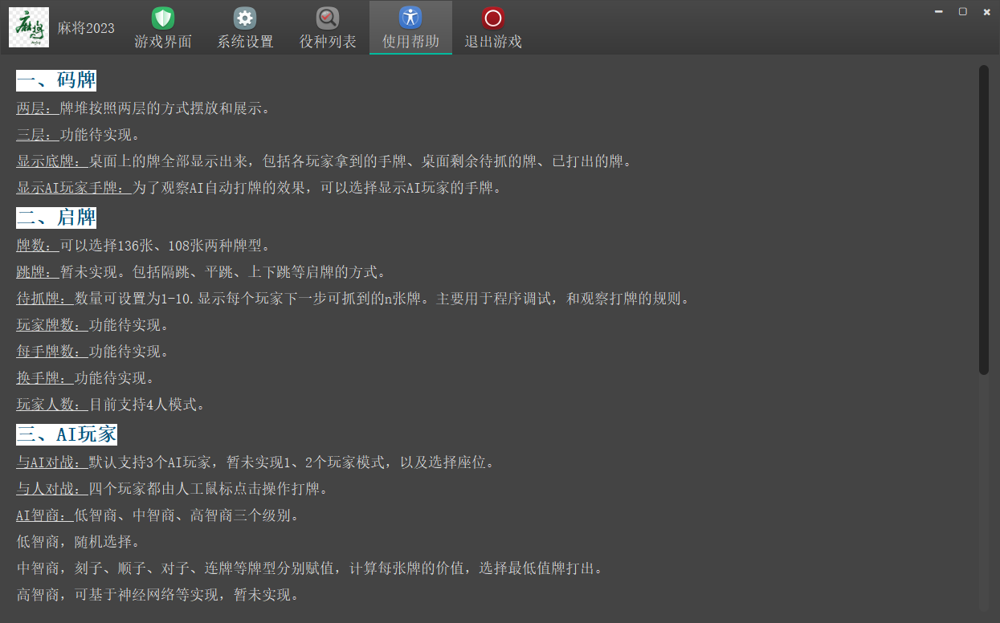 麻将2023
游戏界面
系统设置
役种列表
使用帮助
退出游戏
一、码牌
两层：牌堆按照两层的方式摆放和展示。
三层：功能待实现。
显示底牌：桌面上的牌全部显示出来，包括各玩家拿到的手牌、桌面剩余待抓的牌、已打出的牌。
显示AI玩家手牌：为了观察AI自动打牌的效果，可以选择显示AI玩家的手牌。
二、启牌
牌数：可以选择136张、108张两种牌型。
跳牌：暂未实现。包括隔跳、平跳、上下跳等启牌的方式。
待抓牌：数量可设置为1-10.显示每个玩家下一步可抓到的n张牌。主要用于程序调试，和观察打牌的规则。
玩家牌数：功能待实现。
每手牌数：功能待实现。
换手牌：功能待实现。
玩家人数：目前支持4人模式。
三、AI玩家
与AI对战：默认支持3个AI玩家，暂未实现1、2个玩家模式，以及选择座位。
与人对战：四个玩家都由人工鼠标点击操作打牌。
AI智商：低智商、中智商、高智商三个级别。
低智商，随机选择。
中智商，刻子、顺子、对子、连牌等牌型分别赋值，计算每张牌的价值，选择最低值牌打出。
高智商，可基于神经网络等实现，暂未实现。